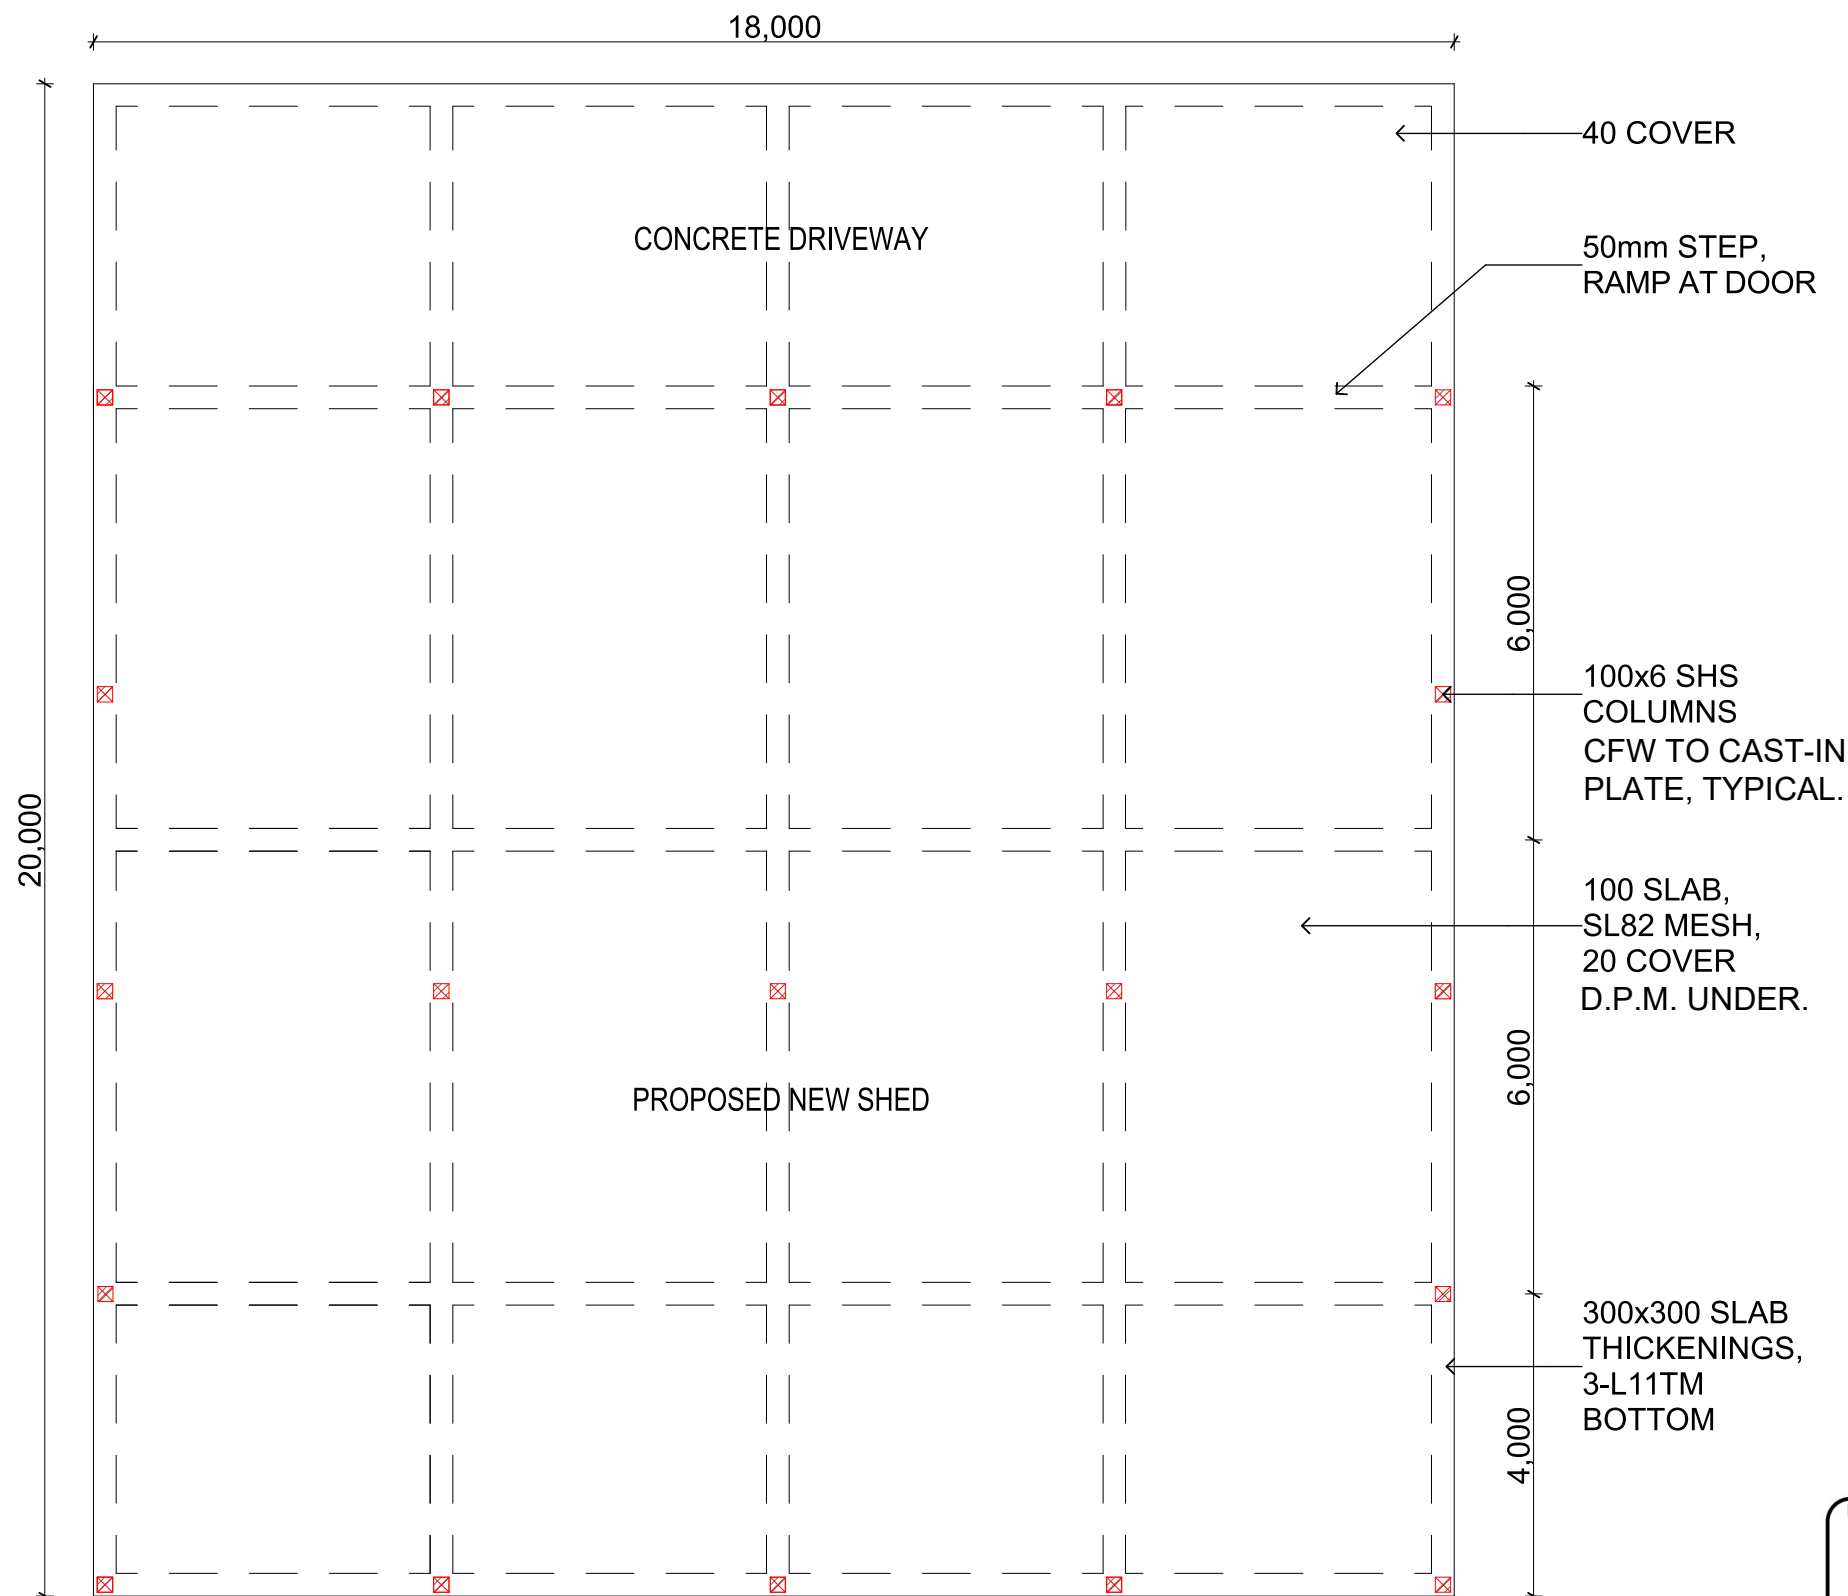 18,000
40 COVER
CONCRETE DRIVEWAY
50mm STEP,
RAMP AT DOOR
6,000
100x6 SHS
COLUMNS
CFW TO CAST-IN
PLATE, TYPICAL.
20,000
100 SLAB,
SL82 MESH,
20 COVER
D.P.M. UNDER.
6,000
PROPOSED NEW SHED
300x300 SLAB
THICKENINGS,
3-L11TM
BOTTOM
4,000